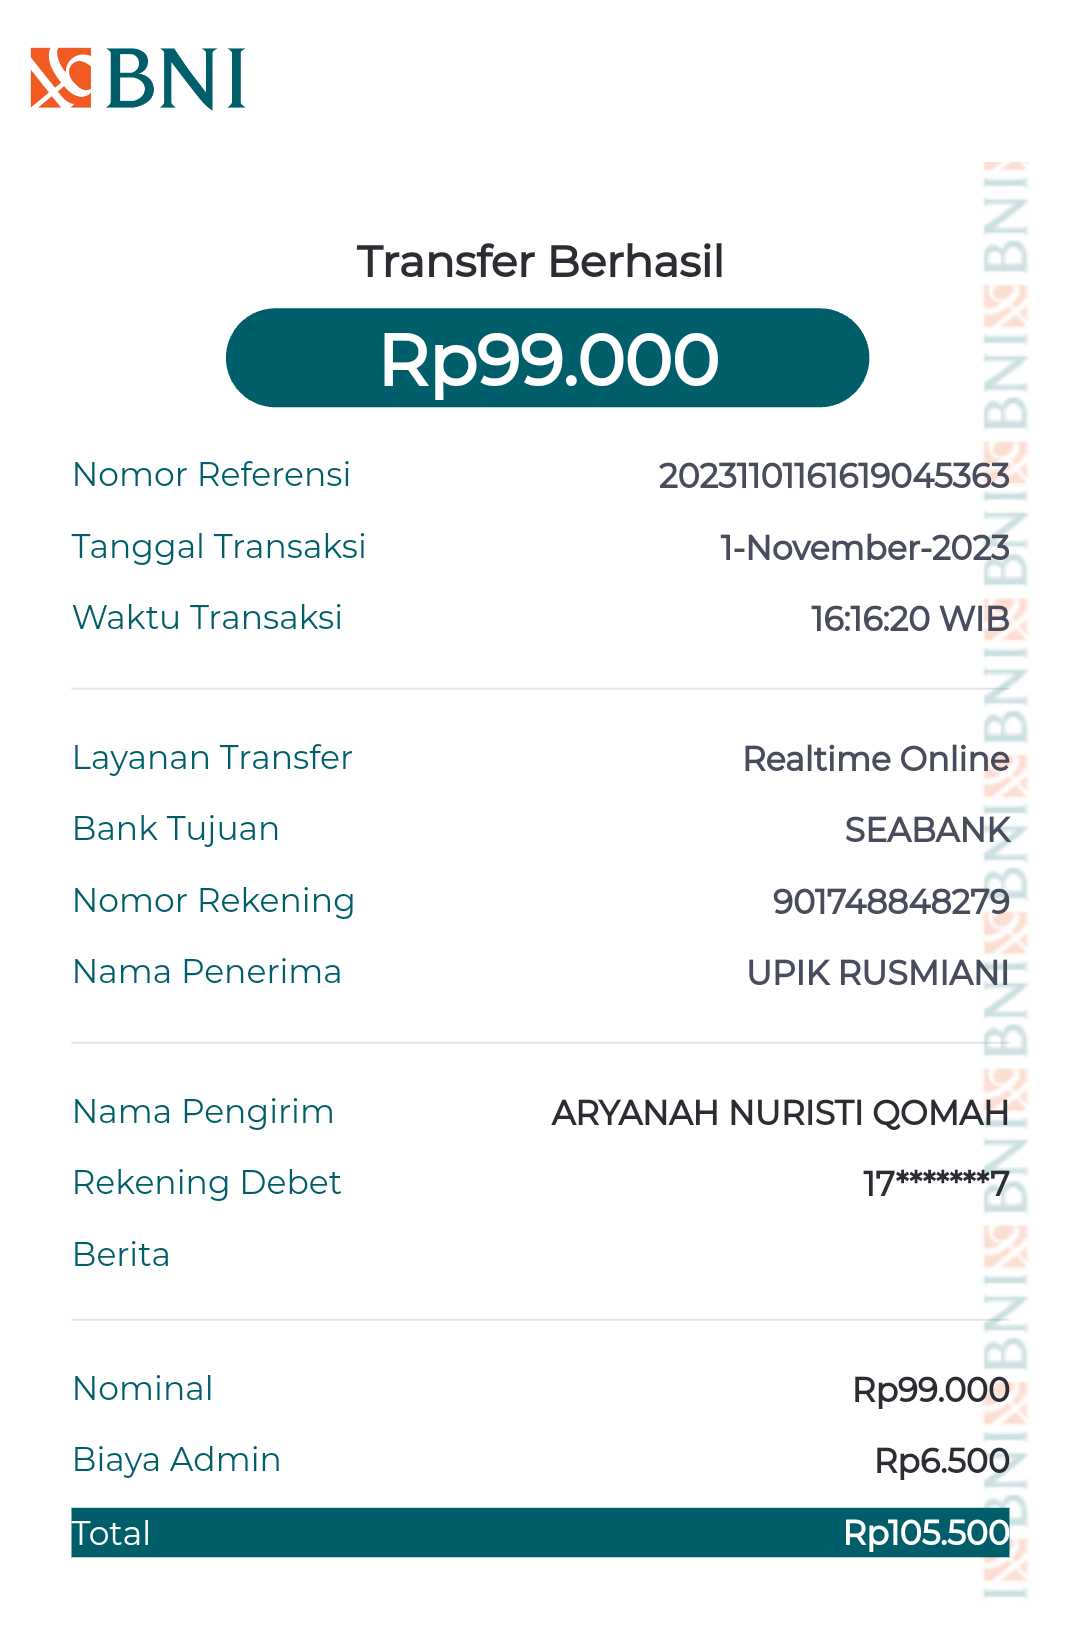 BNI
Transfer Berhasil
Rp99.000
Nomor Referensi 20231101161619045363
Tanggal Transaksi 1-November-2023
Waktu Transaksi 16:16:20 WIB
Layanan Transfer Realtime Online
Bank Tujuan SEABANK
Nomor Rekening 901748848279
Nama Penerima UPIK RUSMIANI
Nama Pengirim ARYANAH NURISTI QOMAH
Rekening Debet 17*******7
Berita
Nominal Rp99.000
Biaya Admin Rp6.500
Total Rp105.500
BNI BNI BNI BNI BNI BNI BNI BNI BNI